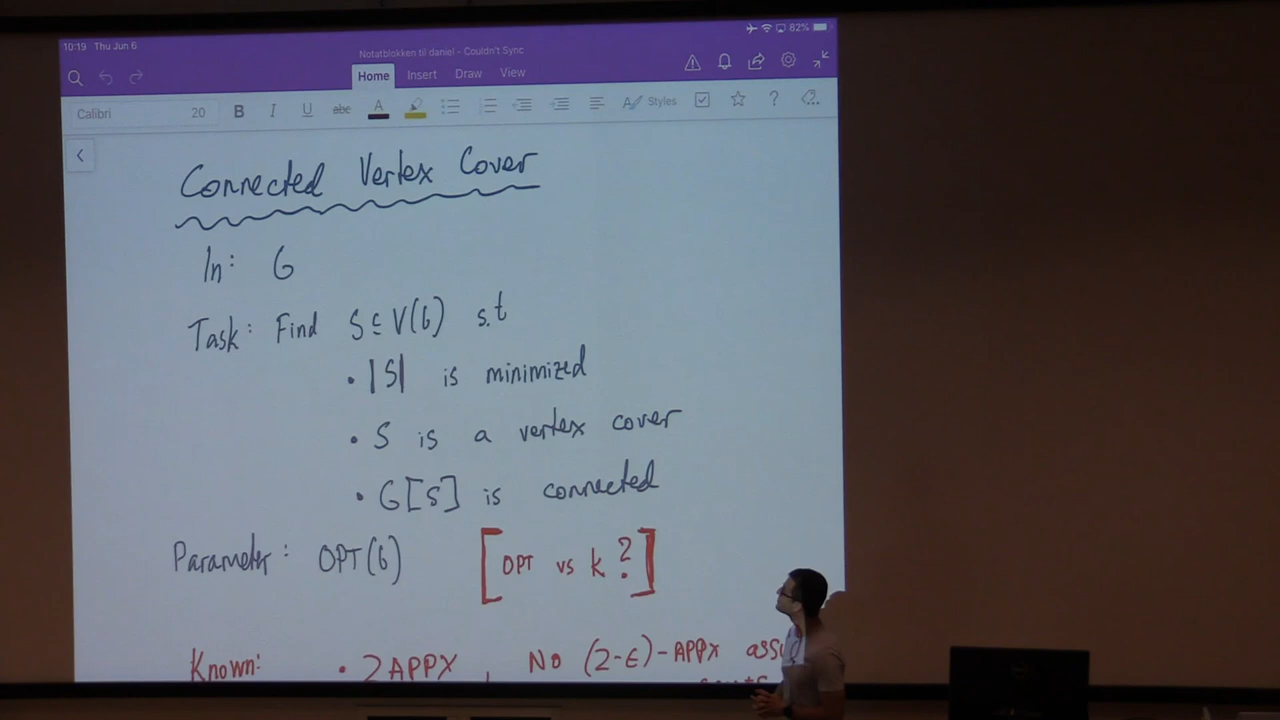 10:19 Thu Jun 6 82%
Notatblokken til daniel - Couldn't Sync
Home Insert Draw View
Calibri 20 B I U abc A Styles ?
Connected Vertex Cover
In: G
Task: Find S ⊆ V(G) s.t
• |S| is minimized
• S is a vertex cover
• G[S] is connected
Parameter: OPT(G) [OPT vs k ?]
Known: • 2APPX , No (2-ϵ)-APPX